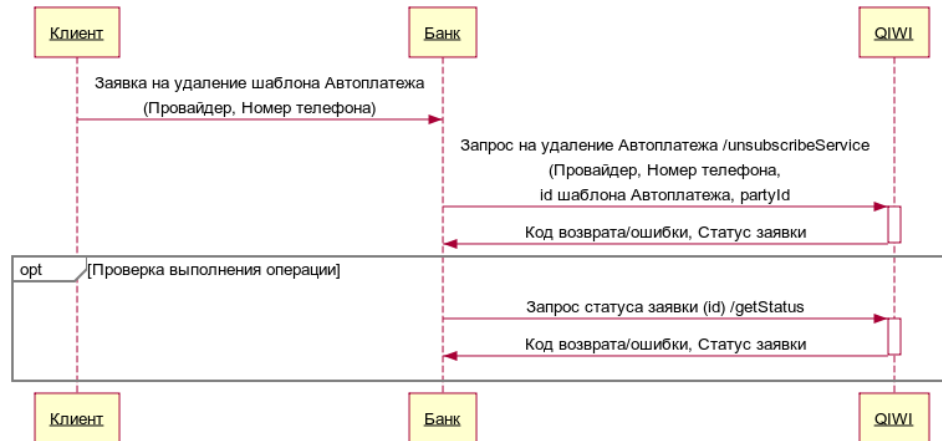 Клиент
Банк
QIWI
Заявка на удаление шаблона Автоплатежа
(Провайдер, Номер телефона)
Запрос на удаление Автоплатежа /unsubscribeService
(Провайдер, Номер телефона,
id шаблона Автоплатежа, partyId
Код возврата/ошибки, Статус заявки
opt
[Проверка выполнения операции]
Запрос статуса заявки (id) /getStatus
Код возврата/ошибки, Статус заявки
Клиент
Банк
QIWI